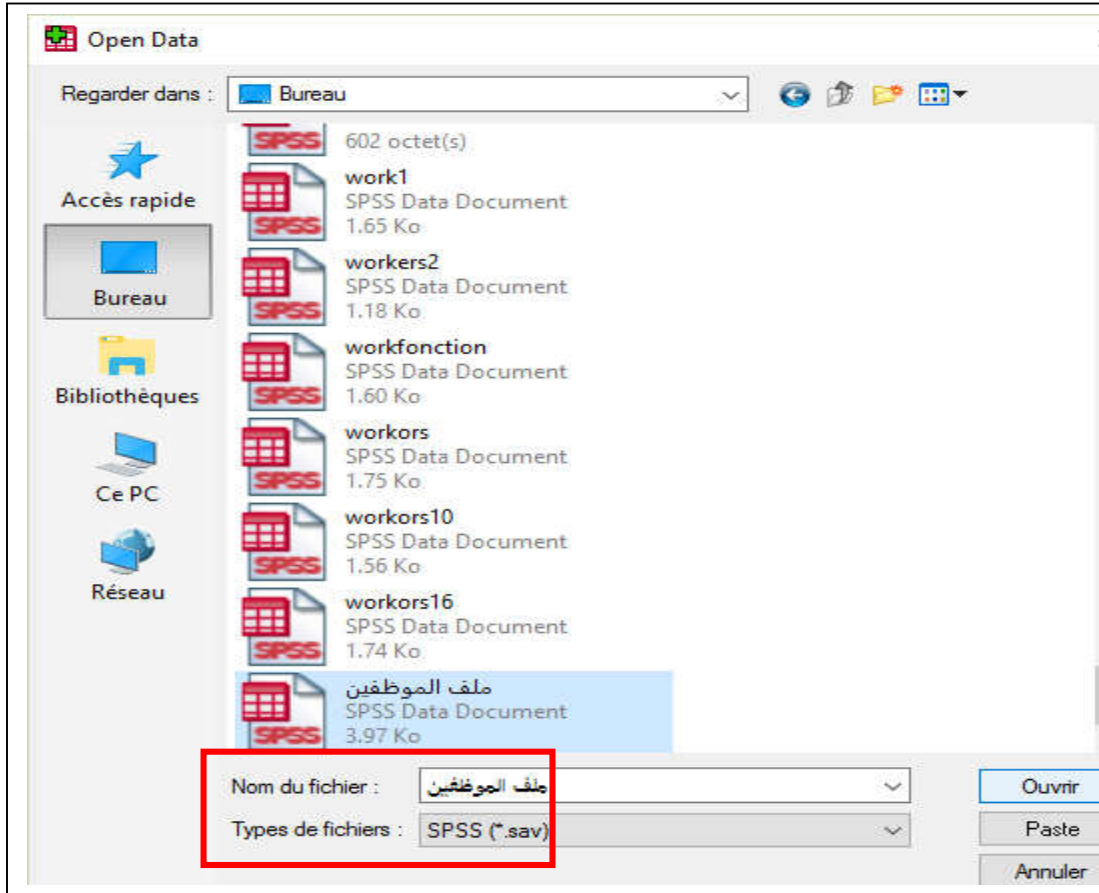 Open Data
Regarder dans :
Bureau
Accès rapide
Bureau
Bibliothèques
Ce PC
Réseau
SPSS
602 octet(s)
work1
SPSS Data Document
1.65 Ko
SPSS
workers2
SPSS Data Document
1.18 Ko
SPSS
workfonction
SPSS Data Document
1.60 Ko
SPSS
workors
SPSS Data Document
1.75 Ko
SPSS
workors10
SPSS Data Document
1.56 Ko
SPSS
workors16
SPSS Data Document
1.74 Ko
SPSS
ملف الموظفين
SPSS Data Document
3.97 Ko
SPSS
Nom du fichier :
ملف الموظفين
Ouvrir
Types de fichiers :
SPSS (*.sav)
Paste
Annuler